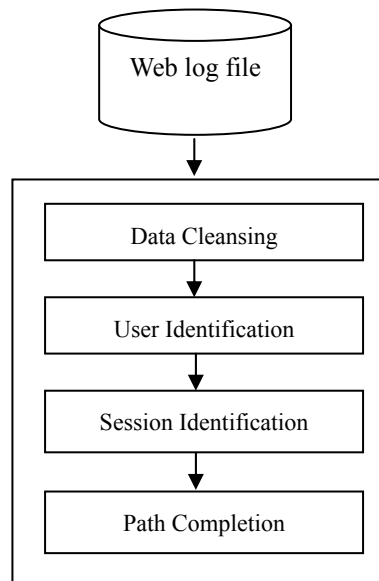 Web log file
Data Cleansing
User Identification
Session Identification
Path Completion